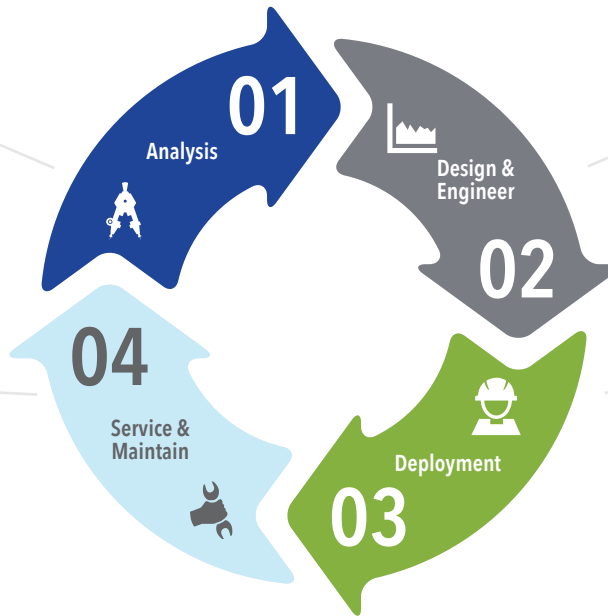 01
Analysis
Design &
Engineer
02
Deployment
03
04
Service &
Maintain